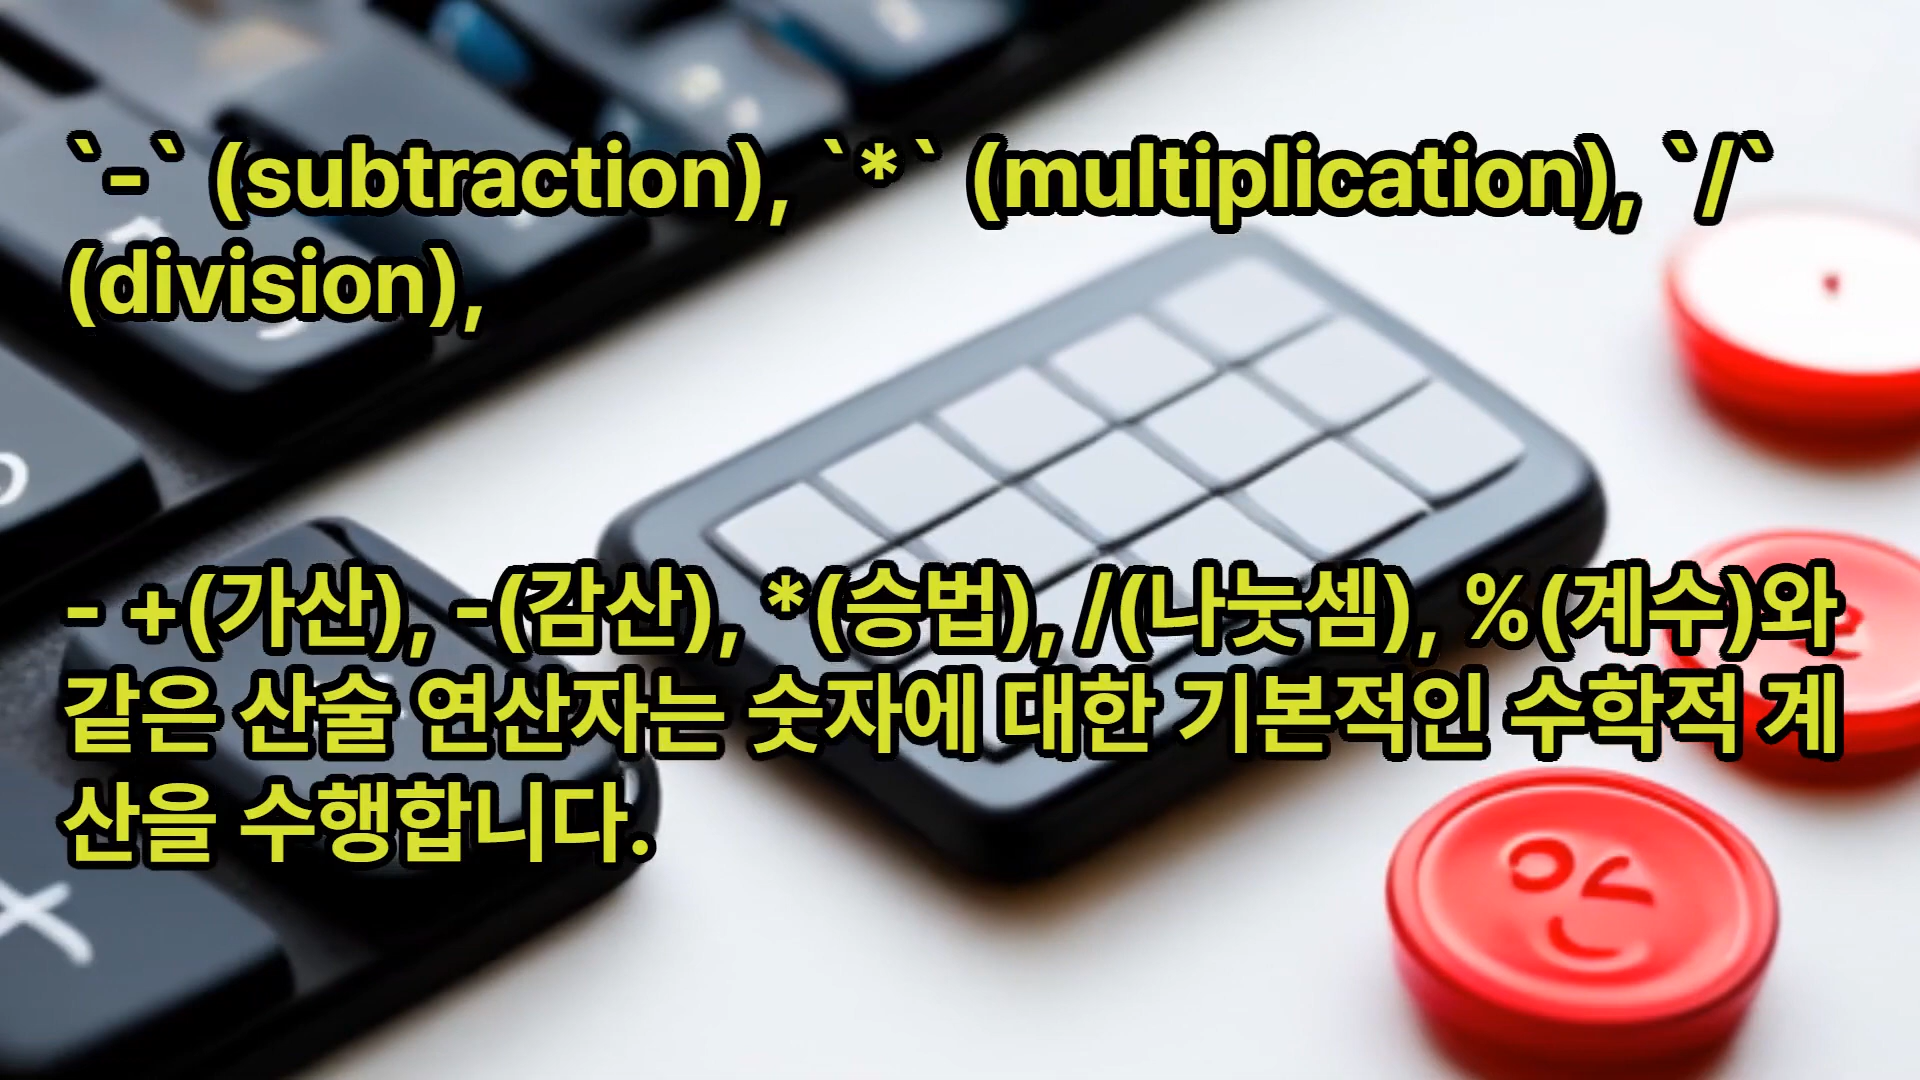 `-` (subtraction), `*` (multiplication), `/`
(division),
- +(가산), -(감산), *(승법), /(나눗셈), %(계수)와
같은 산술 연산자는 숫자에 대한 기본적인 수학적 계
산을 수행합니다.